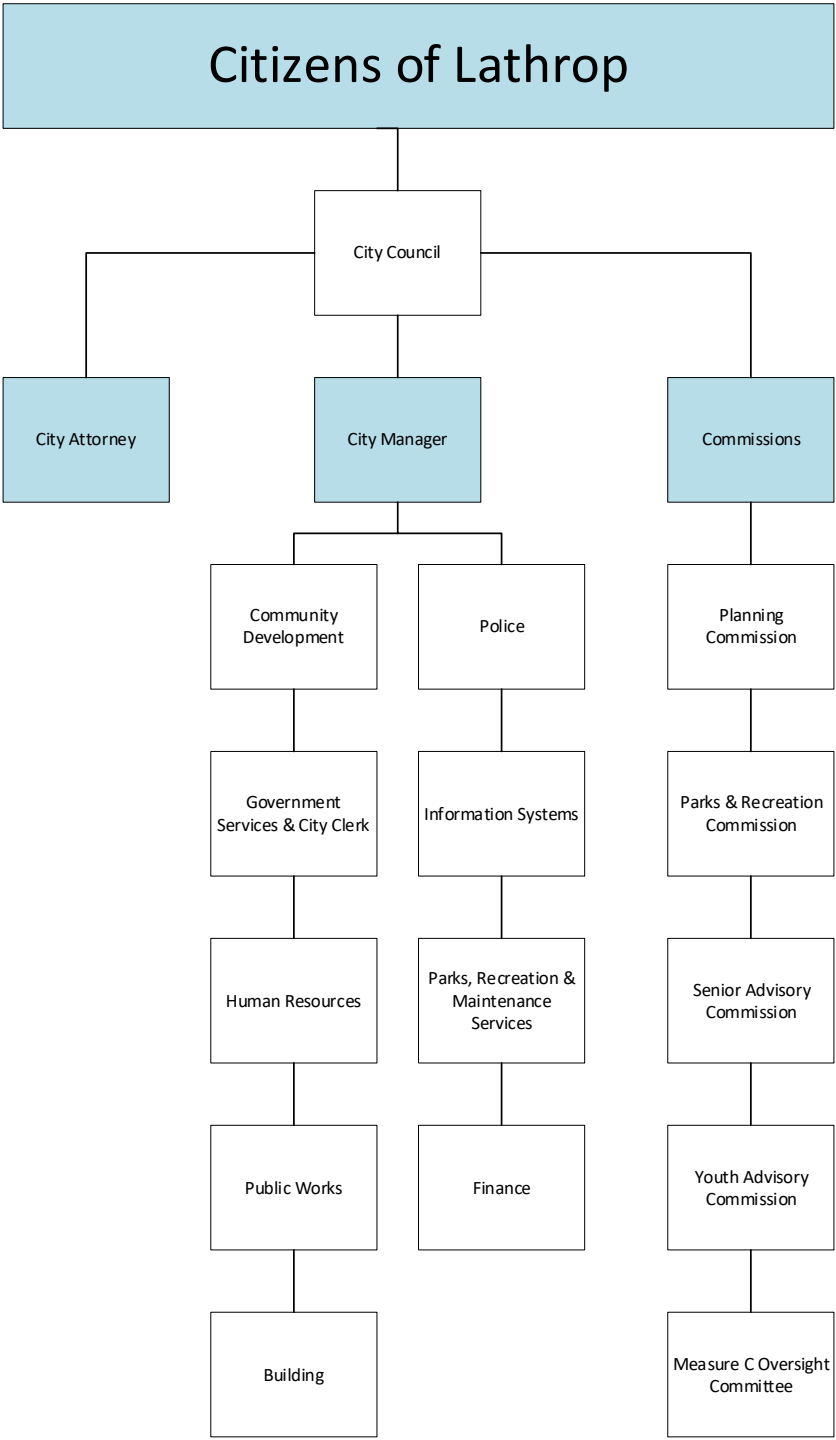 Citizens of Lathrop
City Council
City Attorney
City Manager
Commissions
Community
Development
Police
Planning
Commission
Government
Services & City Clerk
Information Systems
Parks & Recreation
Commission
Human Resources
Parks, Recreation &
Maintenance
Services
Senior Advisory
Commission
Public Works
Finance
Youth Advisory
Commission
Building
Measure C Oversight
Committee